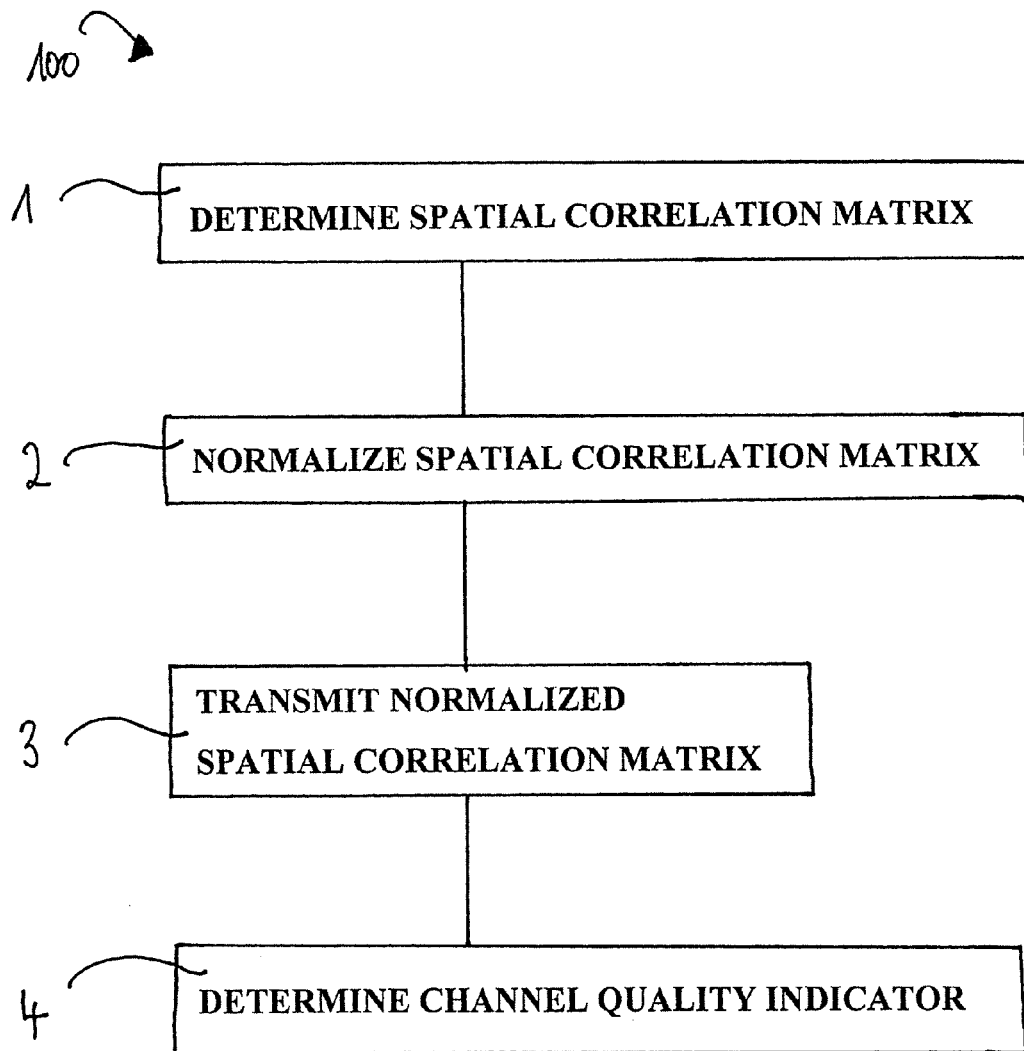 100
1
DETERMINE SPATIAL CORRELATION MATRIX
2
NORMALIZE SPATIAL CORRELATION MATRIX
3
TRANSMIT NORMALIZED
SPATIAL CORRELATION MATRIX
4
DETERMINE CHANNEL QUALITY INDICATOR